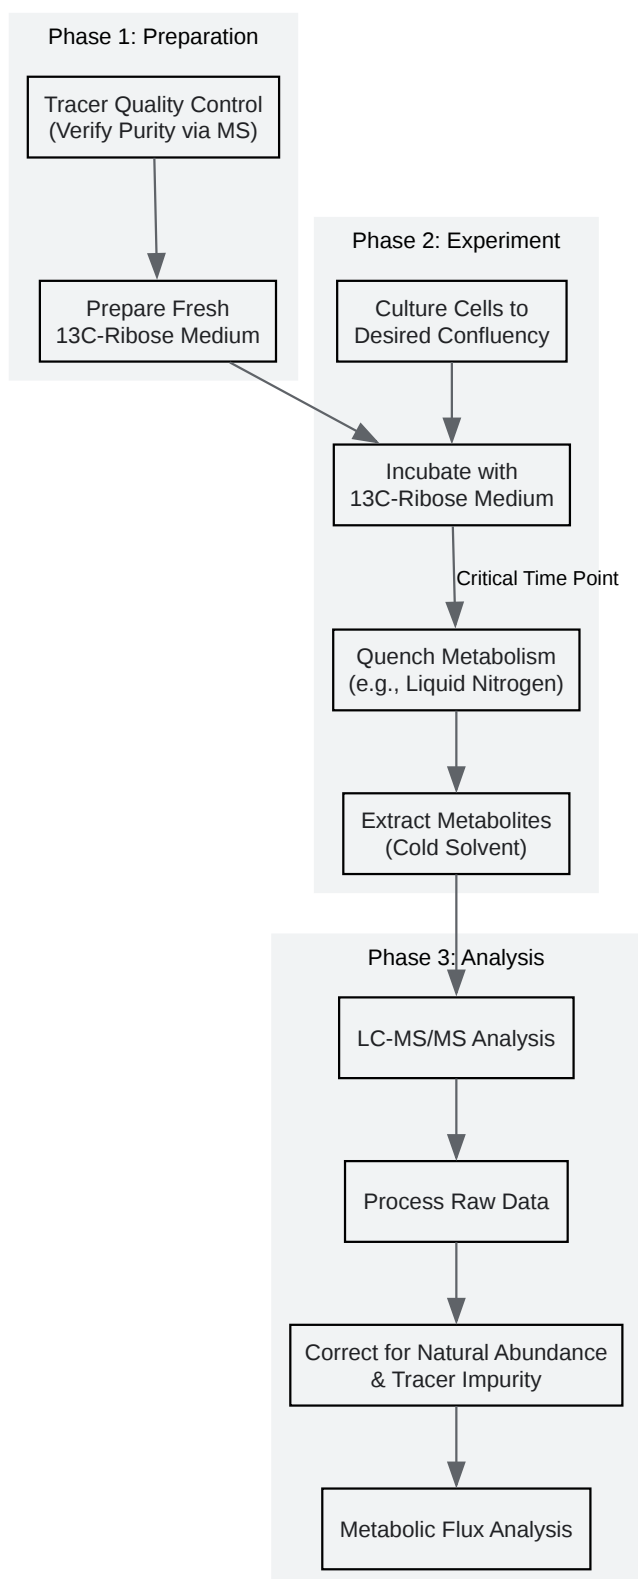 Phase 1: Preparation
Tracer Quality Control
(Verify Purity via MS)
Prepare Fresh
13C-Ribose Medium
Phase 2: Experiment
Culture Cells to
Desired Confluency
Incubate with
13C-Ribose Medium
Critical Time Point
Quench Metabolism
(e.g., Liquid Nitrogen)
Extract Metabolites
(Cold Solvent)
Phase 3: Analysis
LC-MS/MS Analysis
Process Raw Data
Correct for Natural Abundance
& Tracer Impurity
Metabolic Flux Analysis